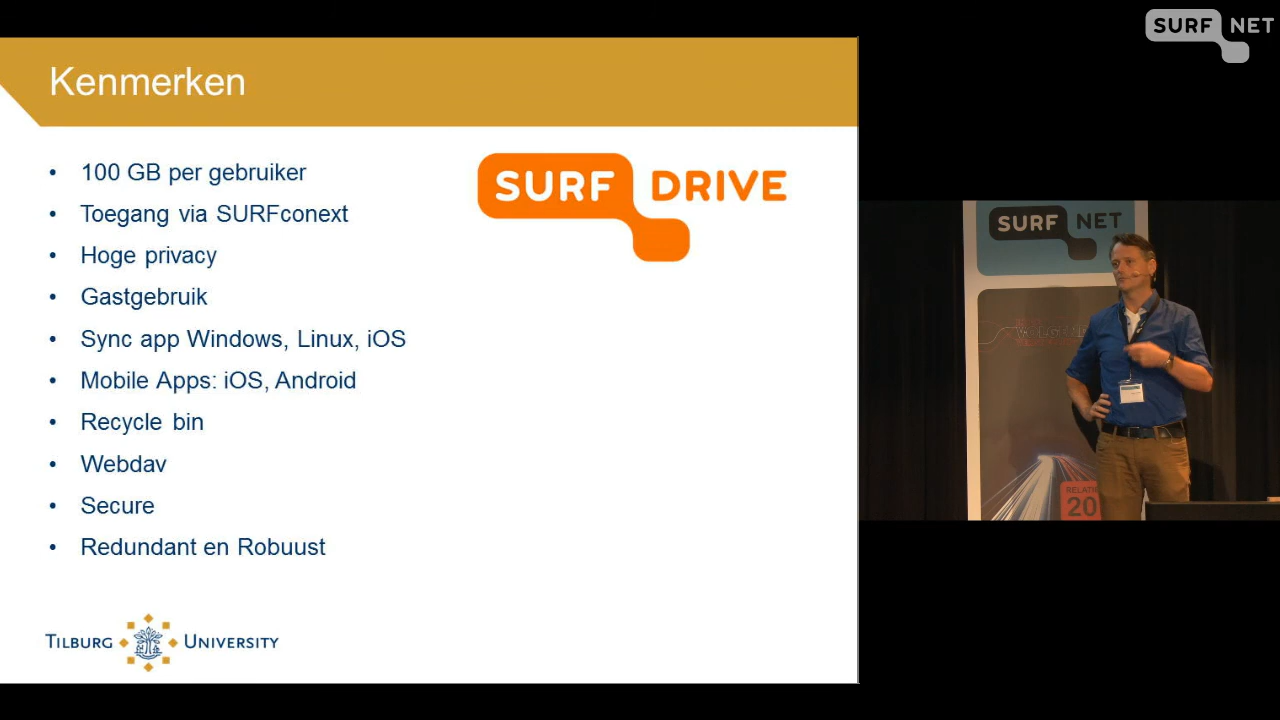 SURF NET
Kenmerken
• 100 GB per gebruiker
• Toegang via SURFconext
• Hoge privacy
• Gastgebruik
• Sync app Windows, Linux, iOS
• Mobile Apps: iOS, Android
• Recycle bin
• Webdav
• Secure
• Redundant en Robuust
SURF DRIVE
TILBURG UNIVERSITY
SURF NET
RELATIE
20